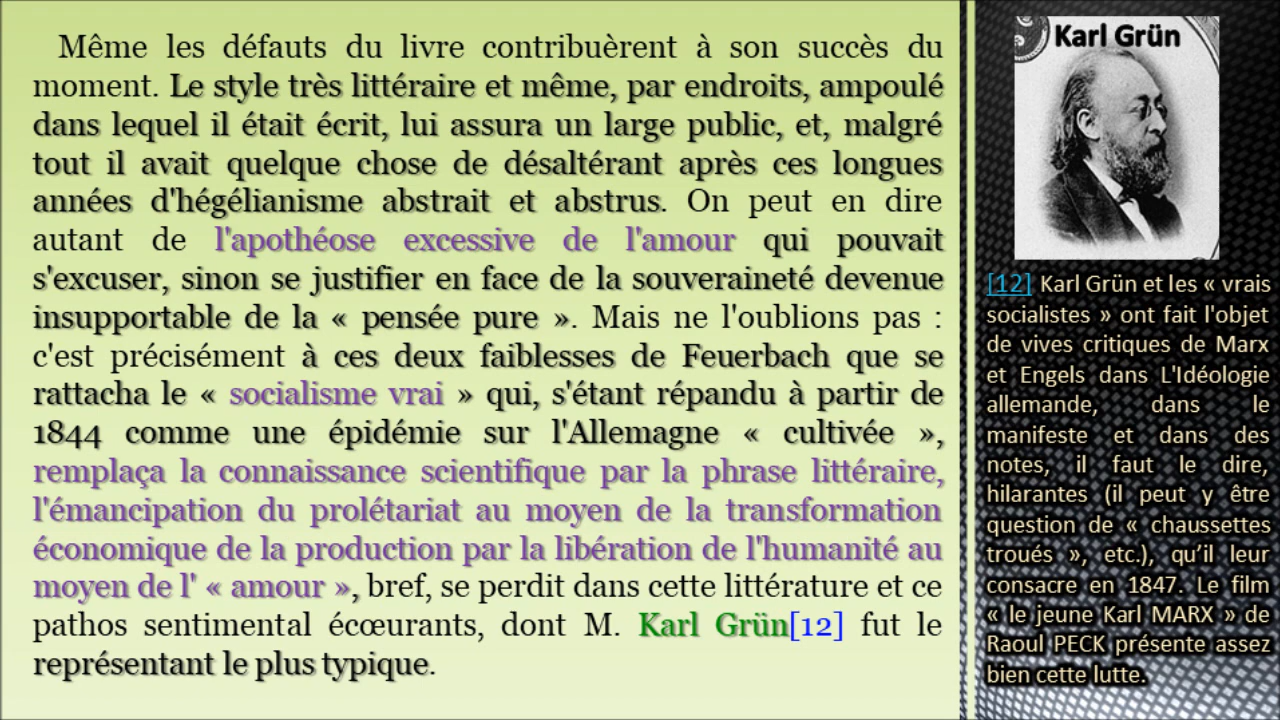 Même les défauts du livre contribuèrent à son succès du
moment. Le style très littéraire et même, par endroits, ampoulé
dans lequel il était écrit, lui assura un large public, et, malgré
tout il avait quelque chose de désaltérant après ces longues
années d'hégélianisme abstrait et abstrus. On peut en dire
autant de l'apothéose excessive de l'amour qui pouvait
s'excuser, sinon se justifier en face de la souveraineté devenue
insupportable de la « pensée pure ». Mais ne l'oublions pas :
c'est précisément à ces deux faiblesses de Feuerbach que se
rattacha le « socialisme vrai » qui, s'étant répandu à partir de
1844 comme une épidémie sur l'Allemagne « cultivée »,
remplaça la connaissance scientifique par la phrase littéraire,
l'émancipation du prolétariat au moyen de la transformation
économique de la production par la libération de l'humanité au
moyen de l' « amour », bref, se perdit dans cette littérature et ce
pathos sentimental écœurants, dont M. Karl Grün[12] fut le
représentant le plus typique.
Karl Grün
[12] Karl Grün et les « vrais
socialistes » ont fait l'objet
de vives critiques de Marx
et Engels dans L'Idéologie
allemande, dans le
manifeste et dans des
notes, il faut le dire,
hilarantes (il peut y être
question de « chaussettes
troués », etc.), qu’il leur
consacre en 1847. Le film
« le jeune Karl MARX » de
Raoul PECK présente assez
bien cette lutte.